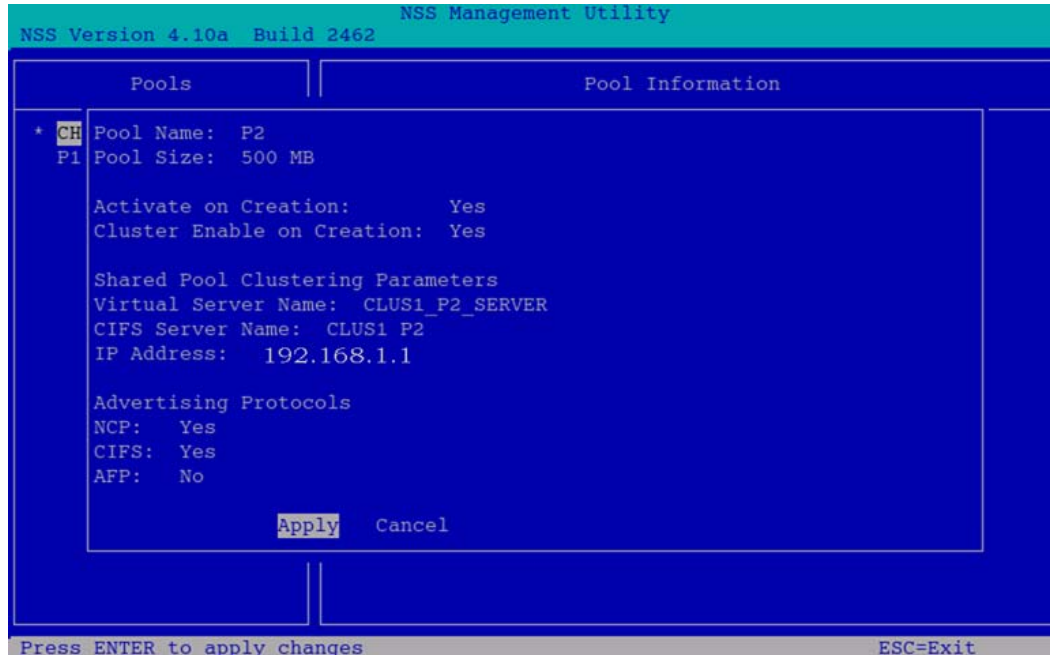 NSS Management Utility
NSS Version 4.10a Build 2462
Pools Pool Information
* CH
P1
Pool Name: P2
Pool Size: 500 MB
Activate on Creation: Yes
Cluster Enable on Creation: Yes
Shared Pool Clustering Parameters
Virtual Server Name: CLUS1_P2_SERVER
CIFS Server Name: CLUS1 P2
IP Address: 192.168.1.1
Advertising Protocols
NCP: Yes
CIFS: Yes
AFP: No
Apply Cancel
Press ENTER to apply changes ESC=Exit